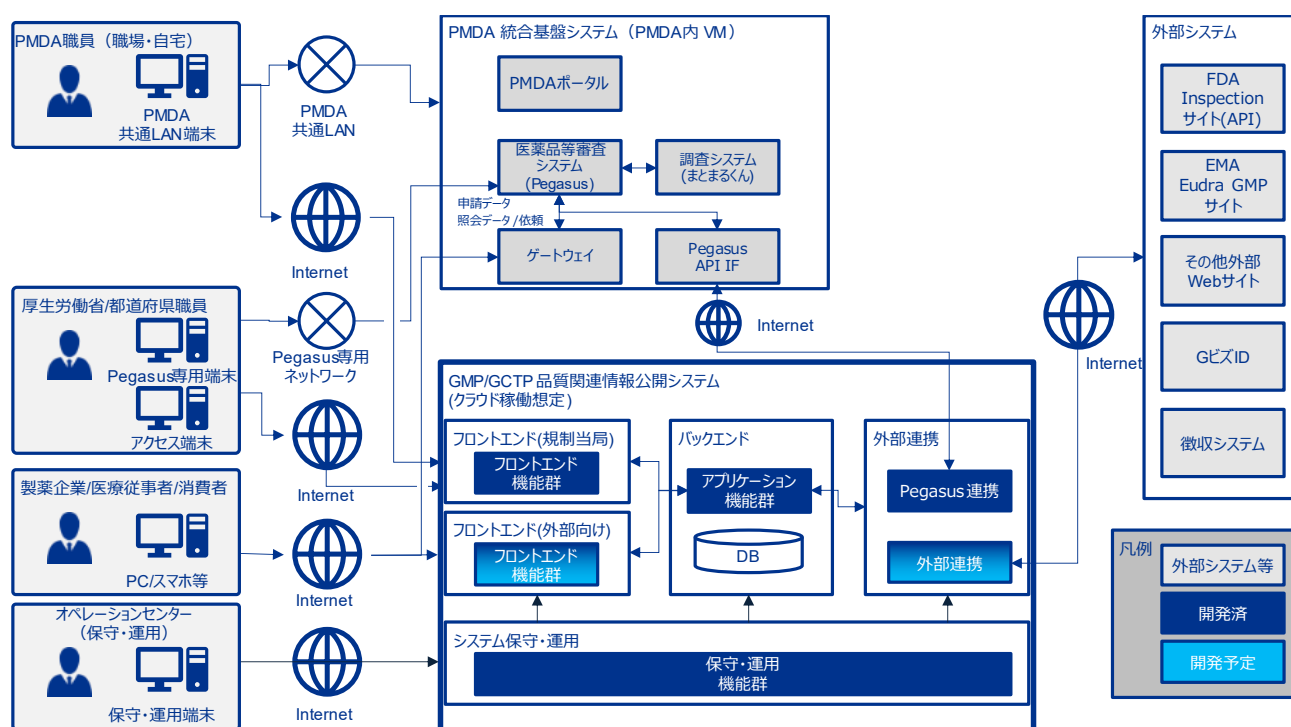 PMDA職員（職場・自宅）
PMDA
共通LAN端末
PMDA
共通LAN
Internet
厚生労働省/都道府県職員
Pegasus専用端末
アクセス端末
Pegasus専用
ネットワーク
Internet
製薬企業/医療従事者/消費者
PC/スマホ等
Internet
オペレーションセンター
（保守・運用）
保守・運用端末
Internet
PMDA 統合基盤システム（PMDA内 VM）
PMDAポータル
医薬品等審査
システム
(Pegasus)
調査システム
(まとまるくん)
申請データ
照会データ/依頼
ゲートウェイ
Pegasus
API IF
Internet
GMP/GCTP 品質関連情報公開システム
(クラウド稼働想定)
フロントエンド(規制当局)
フロントエンド
機能群
フロントエンド(外部向け)
フロントエンド
機能群
バックエンド
アプリケーション
機能群
DB
外部連携
Pegasus連携
外部連携
システム保守・運用
保守・運用
機能群
Internet
外部システム
FDA
Inspection
サイト(API)
EMA
Eudra GMP
サイト
その他外部
Webサイト
GビズID
徴収システム
凡例
外部システム等
開発済
開発予定